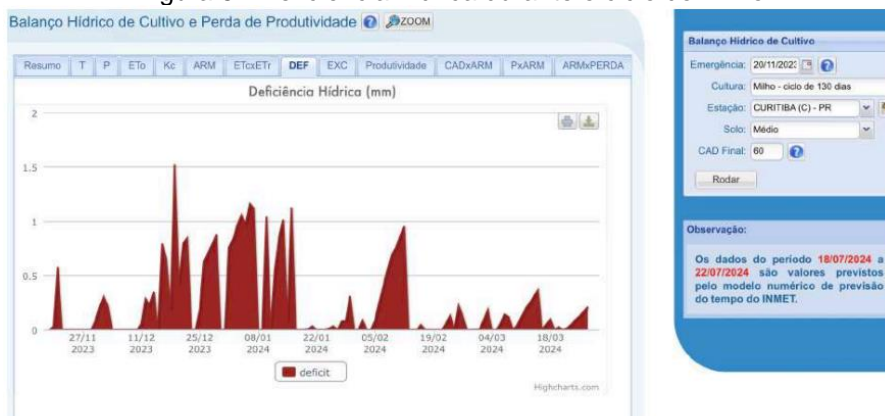 Balanço Hídrico de Cultivo e Perda de Produtividade ZOOM
Resumo T P ETo Kc ARM ETcxETr DEF EXC Produtividade CADxARM PxARM ARMxPERDA
Deficiência Hídrica (mm)
2
1.5
1
0.5
0
27/11 2023
11/12 2023
25/12 2023
08/01 2024
22/01 2024
05/02 2024
19/02 2024
04/03 2024
18/03 2024
deficit
Highcharts.com
Balanço Hídrico de Cultivo
Emergência: 20/11/2023
Cultura: Milho - ciclo de 130 dias
Estação: CURITIBA (C) - PR
Solo: Médio
CAD Final: 60
Rodar
Observação:
Os dados do período 18/07/2024 a
22/07/2024 são valores previstos
pelo modelo numérico de previsão
do tempo do INMET.